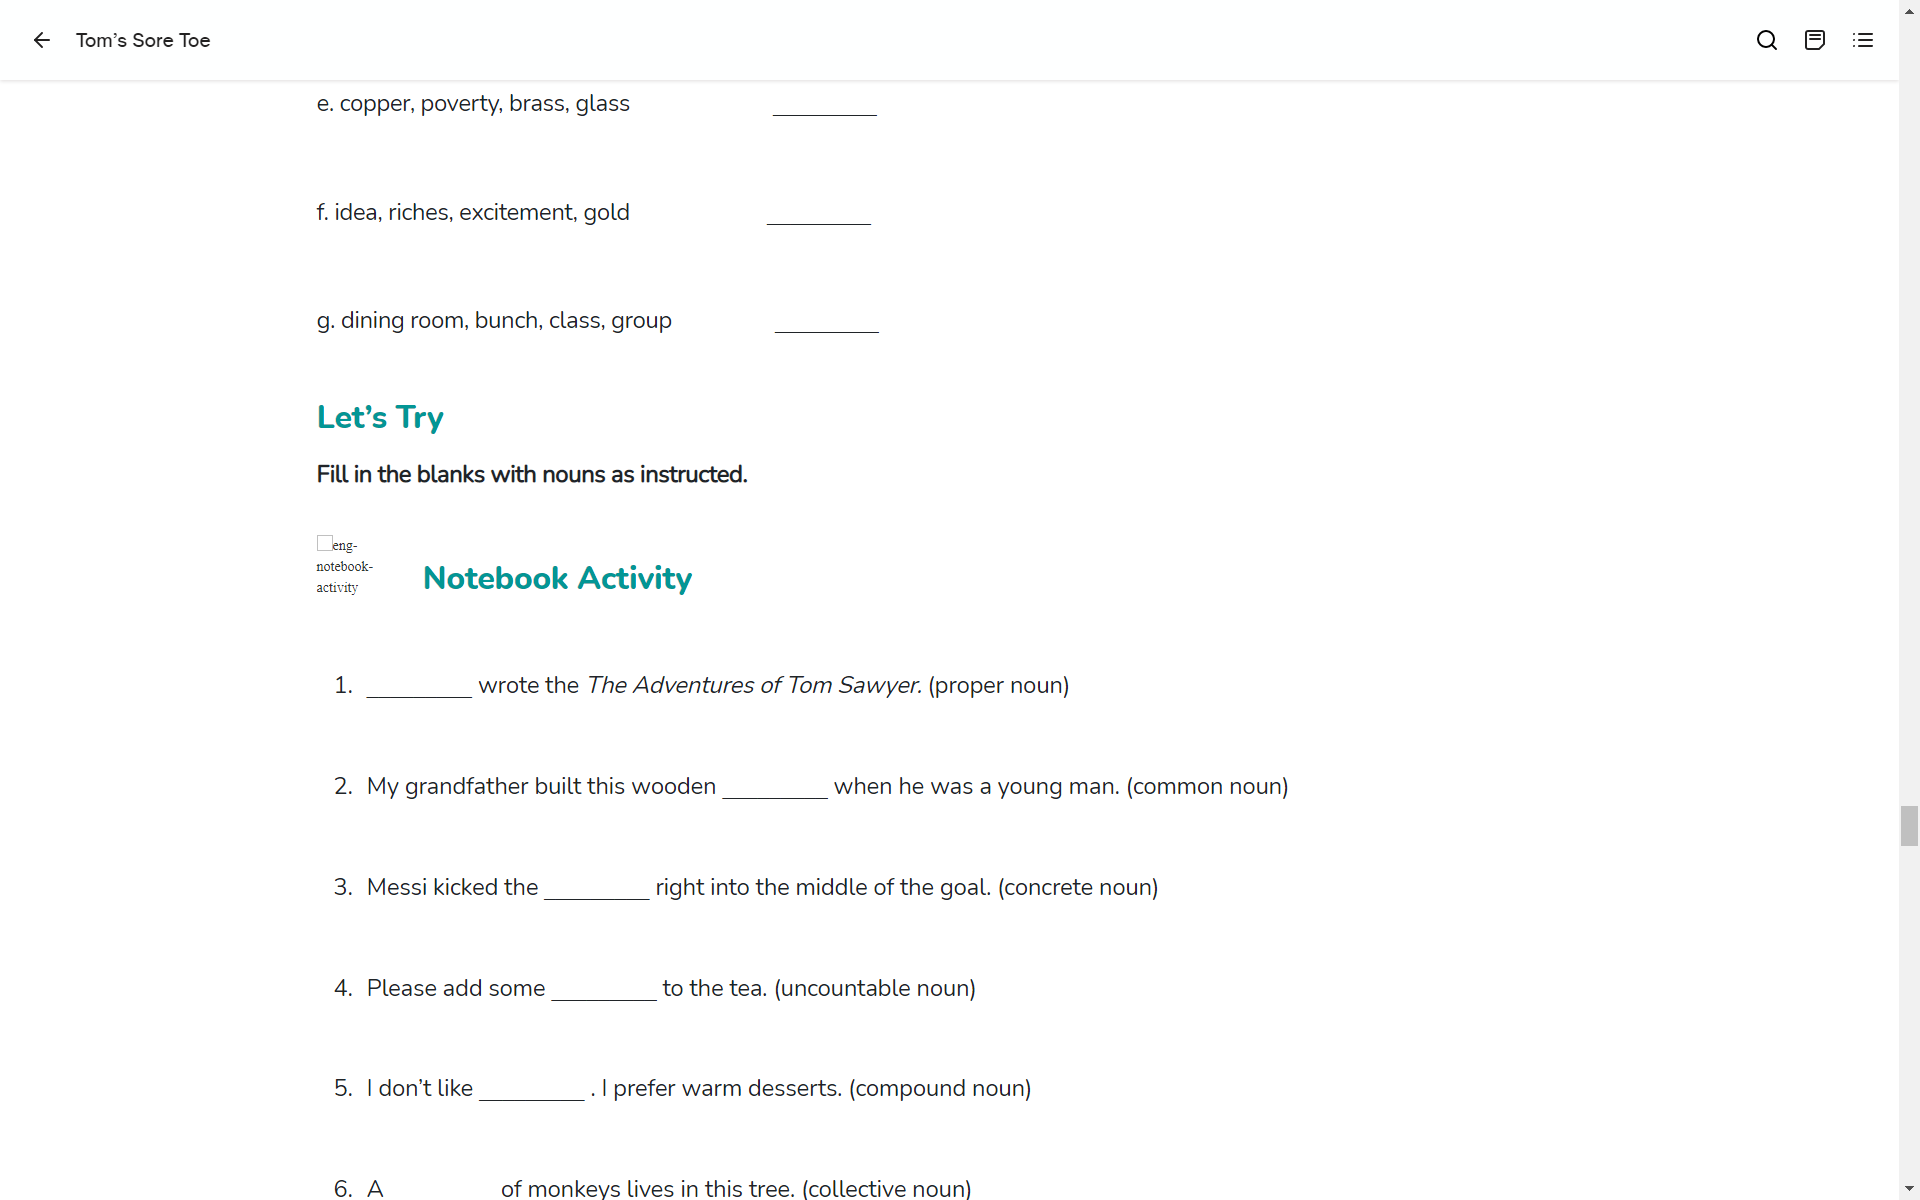 Tom’s Sore Toe
e. copper, poverty, brass, glass ________
f. idea, riches, excitement, gold ________
g. dining room, bunch, class, group ________
Let’s Try
Fill in the blanks with nouns as instructed.
eng-
notebook-
activity
Notebook Activity
1. ________ wrote the The Adventures of Tom Sawyer. (proper noun)
2. My grandfather built this wooden ________ when he was a young man. (common noun)
3. Messi kicked the ________ right into the middle of the goal. (concrete noun)
4. Please add some ________ to the tea. (uncountable noun)
5. I don’t like ________ . I prefer warm desserts. (compound noun)
6. A of monkeys lives in this tree. (collective noun)